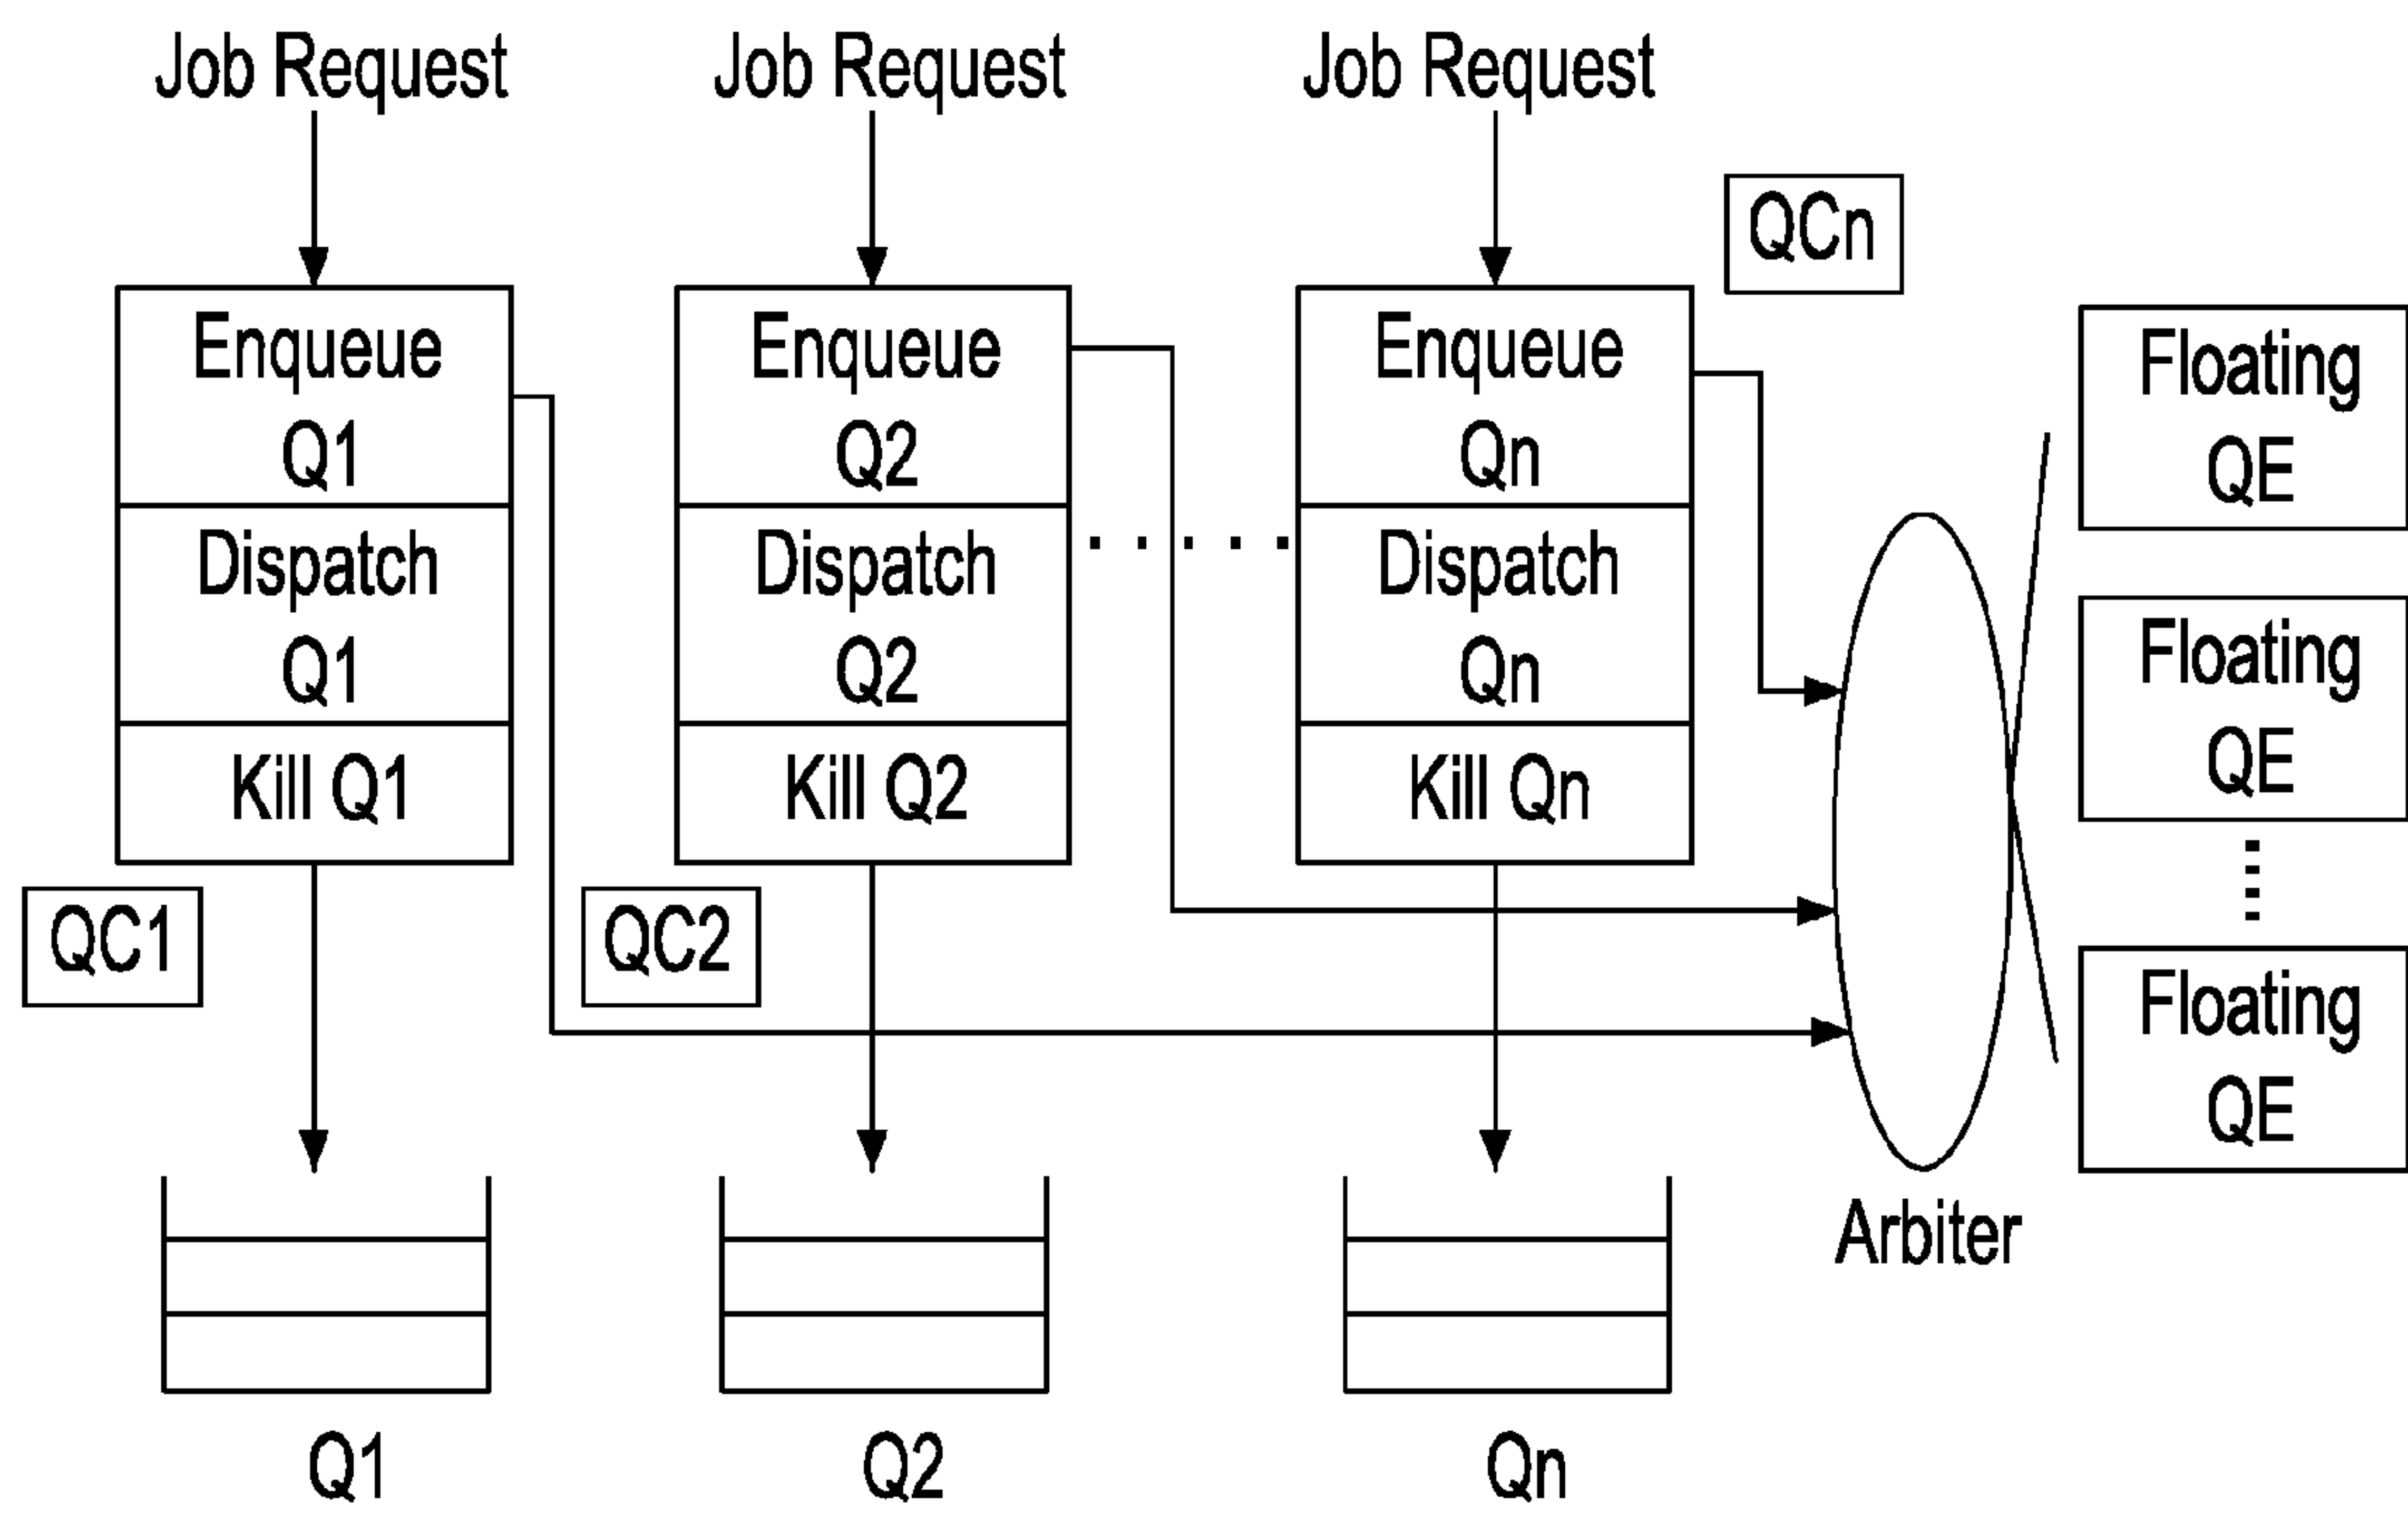 Job Request
Job Request
Job Request
QCn
Enqueue
Q1
Dispatch
Q1
Kill Q1
Enqueue
Q2
Dispatch
Q2
Kill Q2
Enqueue
Qn
Dispatch
Qn
Kill Qn
Floating
QE
Floating
QE
Floating
QE
QC1
QC2
Arbiter
Q1
Q2
Qn